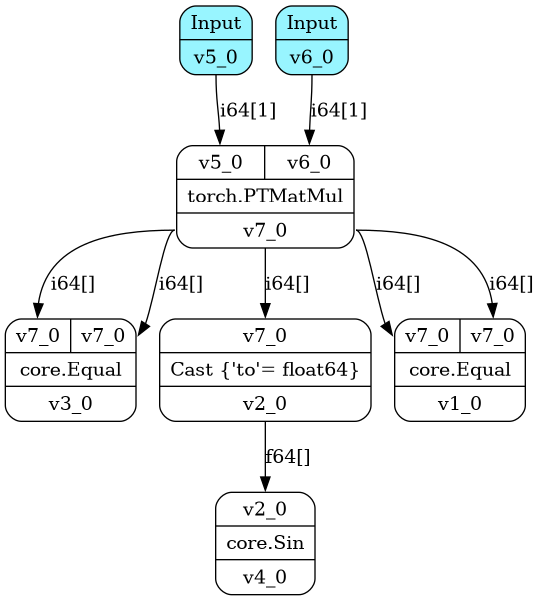 Input Input
v5_0 v6_0
i64[1] i64[1]
v5_0 v6_0
torch.PTMatMul
v7_0
i64[] i64[] i64[] i64[] i64[]
v7_0 v7_0 v7_0 v7_0 v7_0
core.Equal Cast {'to'= float64} core.Equal
v3_0 v2_0 v1_0
f64[]
v2_0
core.Sin
v4_0